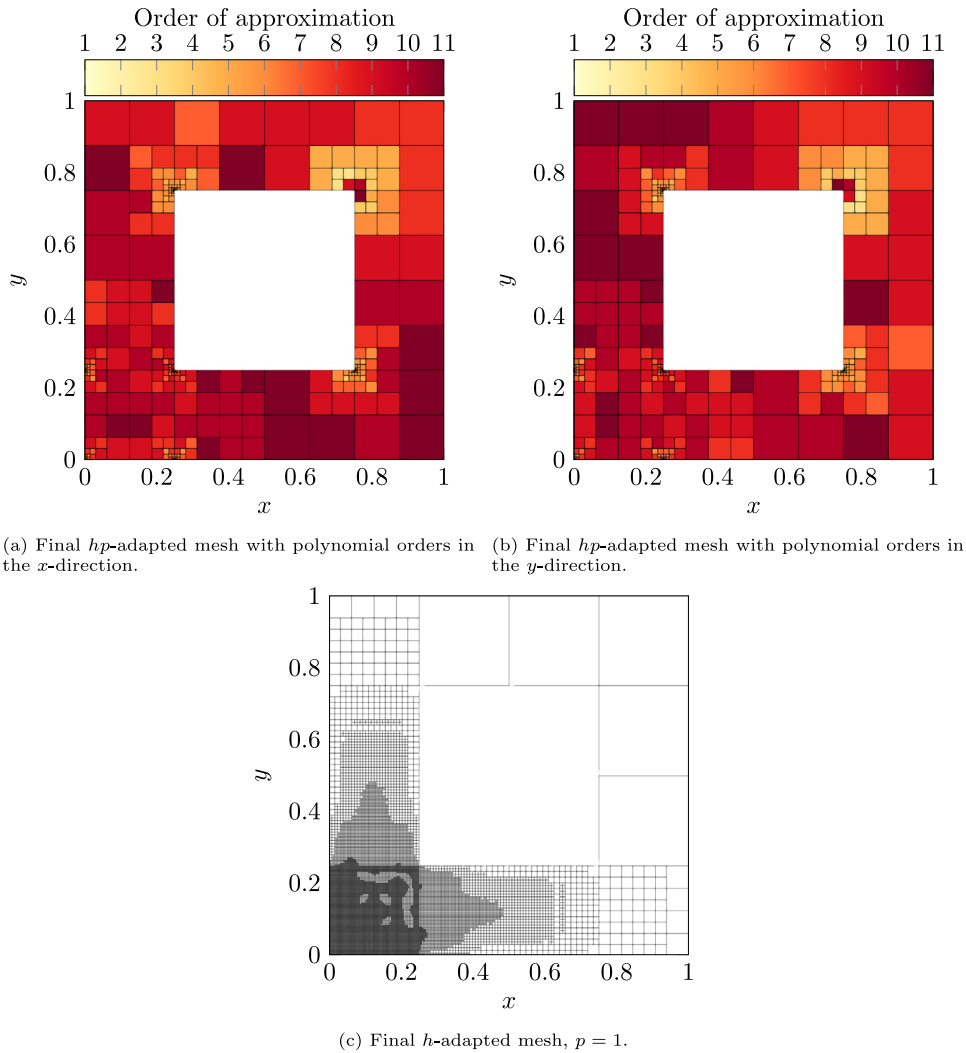 Order of approximation
1 2 3 4 5 6 7 8 9 10 11
1
0.8
0.6
0.4
0.2
0
y
0 0.2 0.4 0.6 0.8 1
x
Order of approximation
1 2 3 4 5 6 7 8 9 10 11
1
0.8
0.6
0.4
0.2
0
y
0 0.2 0.4 0.6 0.8 1
x
(a) Final hp-adapted mesh with polynomial orders in
the x-direction.
(b) Final hp-adapted mesh with polynomial orders in
the y-direction.
1
0.8
0.6
0.4
0.2
0
y
0 0.2 0.4 0.6 0.8 1
x
(c) Final h-adapted mesh, p = 1.